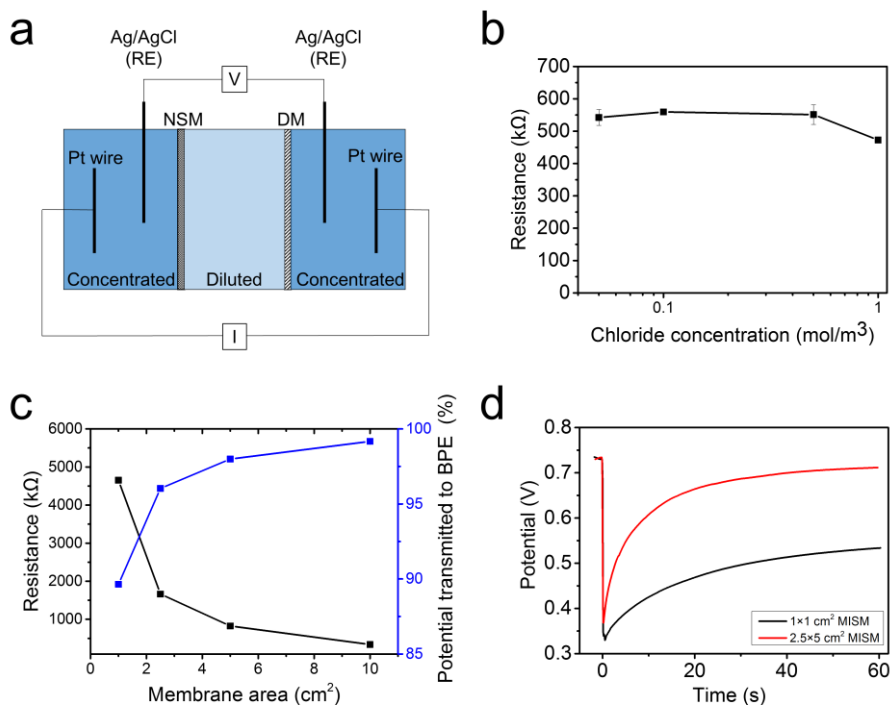 a
Ag/AgCl
(RE)
Ag/AgCl
(RE)
V
NSM
DM
Pt wire
Pt wire
Concentrated
Diluted
Concentrated
I
b
700
600
500
400
300
200
100
0
Resistance (kΩ)
0.1
1
Chloride concentration (mol/m³)
c
6000
5000
4000
3000
2000
1000
Resistance (kΩ)
0
2
4
6
8
10
Membrane area (cm²)
100
95
90
85
Potential transmitted to BPE (%)
d
0.8
0.7
0.6
0.5
0.4
0.3
Potential (V)
0
20
40
60
Time (s)
1×1 cm² MISM
2.5×5 cm² MISM